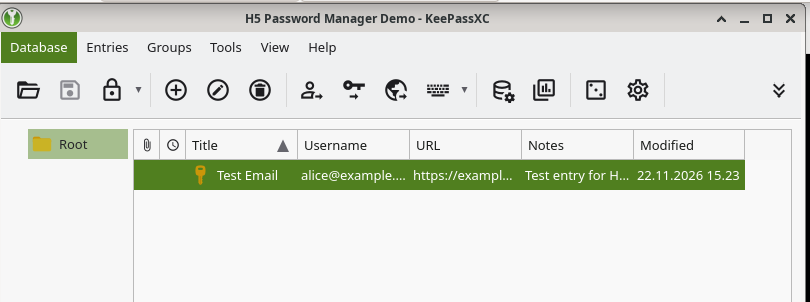 H5 Password Manager Demo - KeePassXC
Database Entries Groups Tools View Help
Root
Title Username URL Notes Modified
Test Email alice@example.... https://exampl... Test entry for H... 22.11.2026 15.23